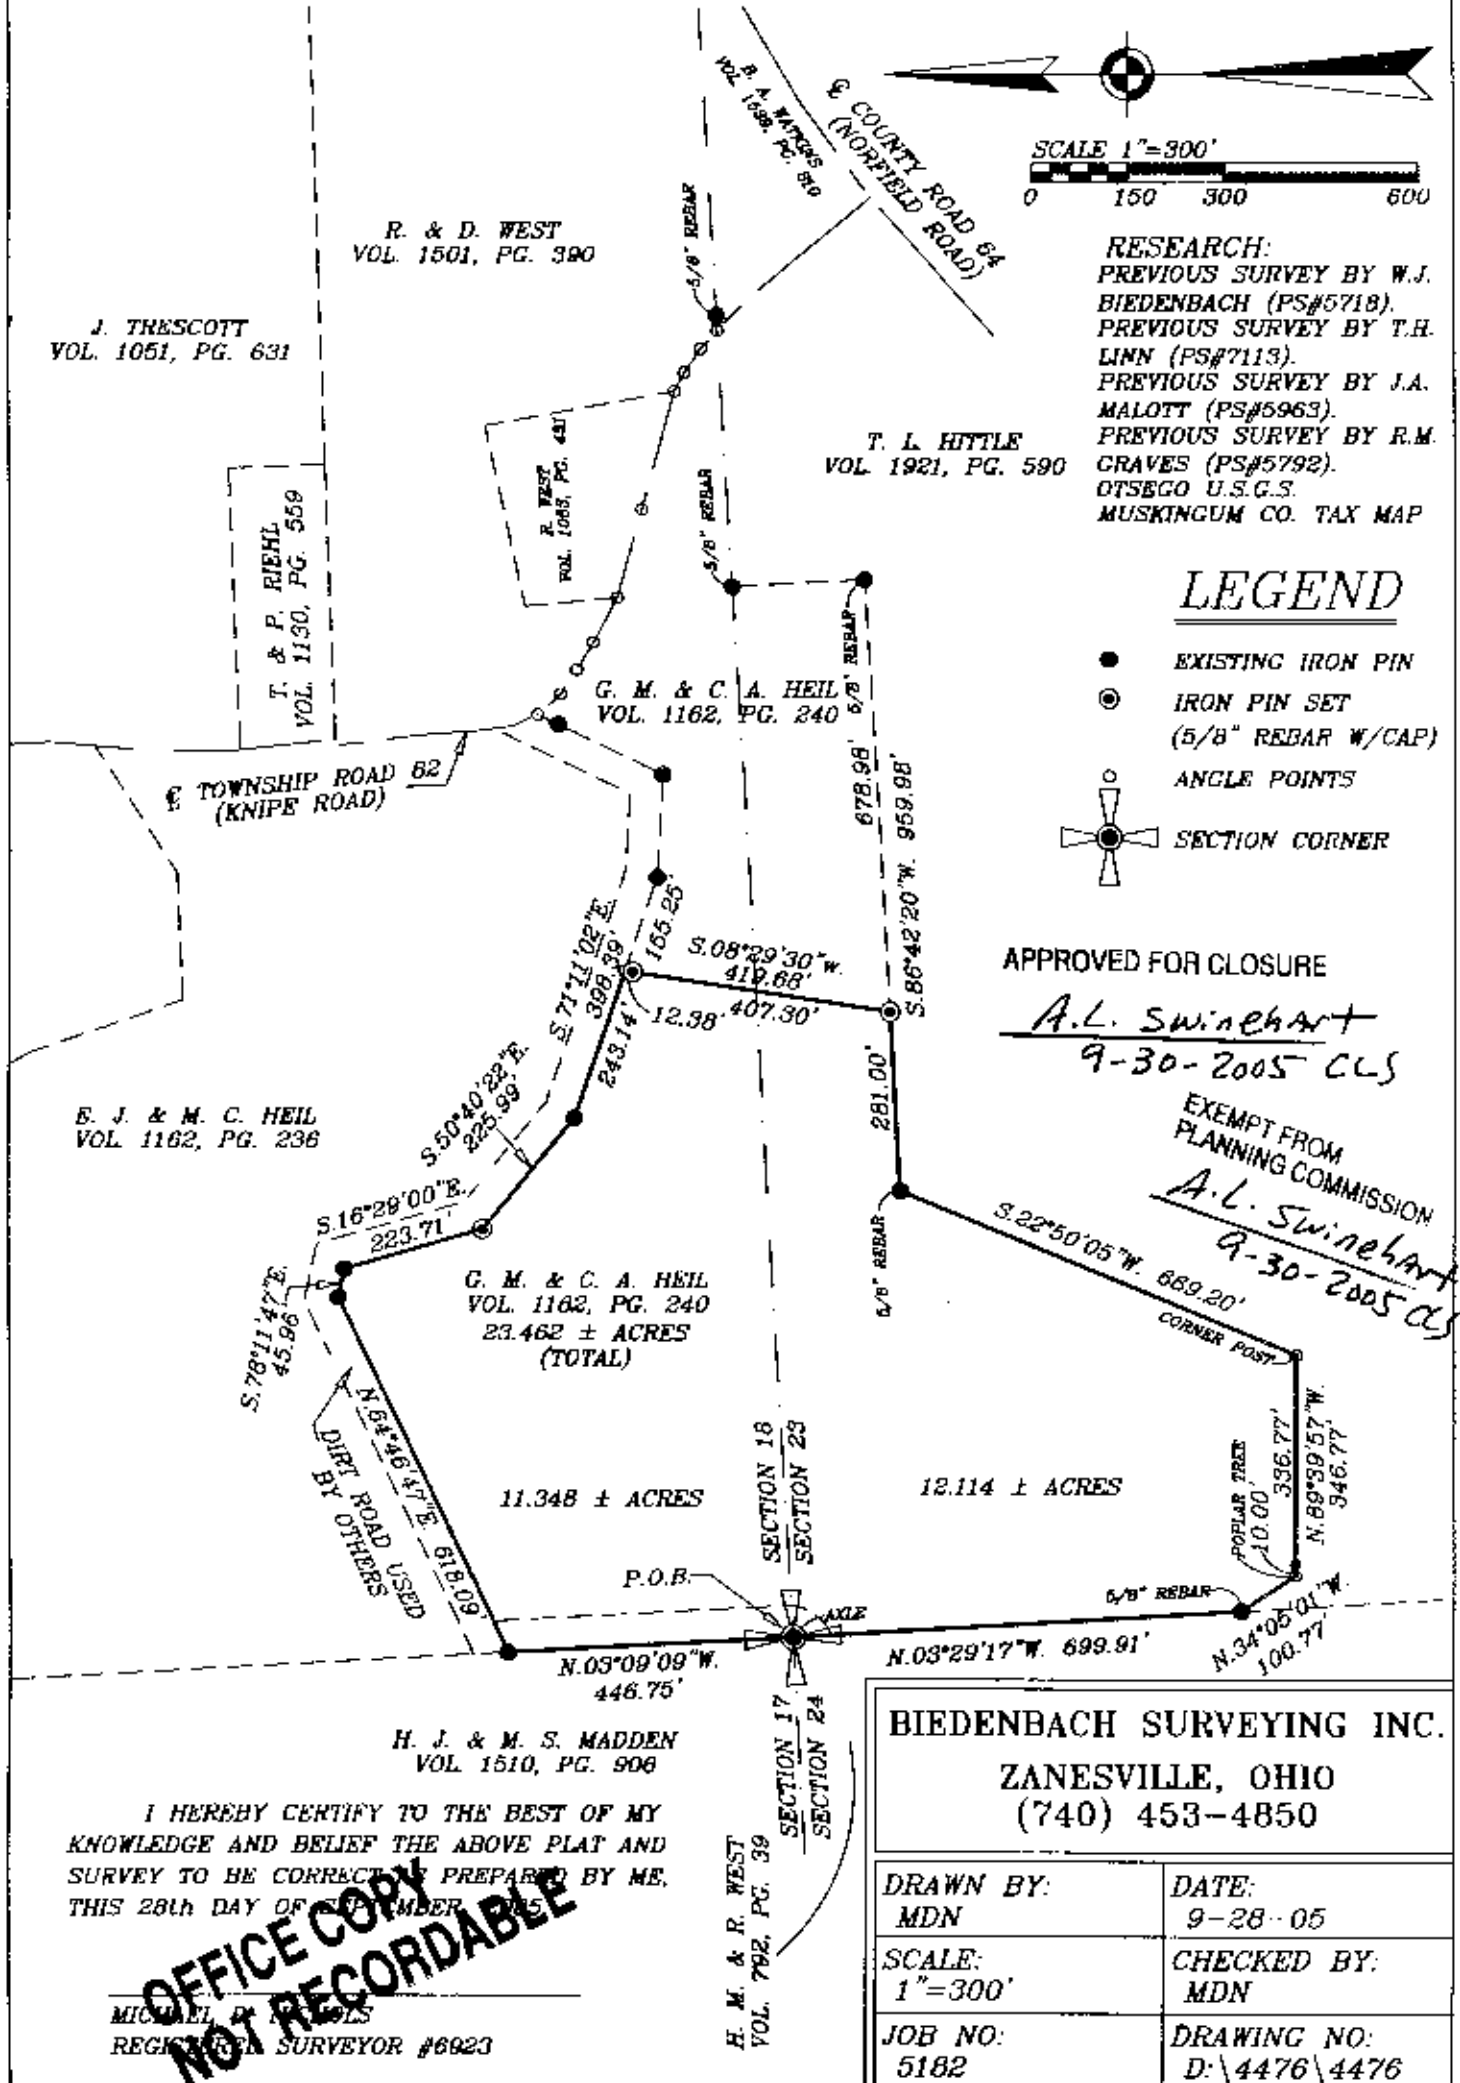 B. A. WATKINS
VOL. 1598, PG. 819
℄ COUNTY ROAD 64
(NORFIELD ROAD)
SCALE 1"=300'
0 150 300 600
R. & D. WEST
VOL. 1501, PG. 390
5/8" REBAR
J. TRESCOTT
VOL. 1051, PG. 631
RESEARCH:
PREVIOUS SURVEY BY W.J.
BIEDENBACH (PS#5718).
PREVIOUS SURVEY BY T.H.
LINN (PS#7113).
PREVIOUS SURVEY BY J.A.
MALOTT (PS#5963).
PREVIOUS SURVEY BY R.M.
GRAVES (PS#5792).
OTSEGO U.S.G.S.
MUSKINGUM CO. TAX MAP
T. L. HITTLE
VOL. 1921, PG. 590
R. WEST
T. & P. RIEHL
VOL. 1130, PG. 559
5/8" REBAR
5/8" REBAR
LEGEND
EXISTING IRON PIN
IRON PIN SET
(5/8" REBAR W/CAP)
ANGLE POINTS
SECTION CORNER
G. M. & C. A. HEIL
VOL. 1162, PG. 240
℄ TOWNSHIP ROAD 62
(KNIPE ROAD)
678.98'
S.86°42'20"W. 959.98'
S.71°11'02"E.
398.39'
155.25'
243.14'
S.08°29'30"W.
419.68'
12.38'
407.30'
APPROVED FOR CLOSURE
A.L. Swinehart
9-30-2005 CLS
EXEMPT FROM
PLANNING COMMISSION
A.L. Swinehart
9-30-2005 CLS
E. J. & M. C. HEIL
VOL. 1162, PG. 236
S.50°40'22"E.
225.99'
281.00'
S.16°29'00"E.
223.71'
5/8" REBAR
S.22°50'05"W. 669.20'
CORNER POST
S.78°11'47"E.
45.96'
G. M. & C. A. HEIL
VOL. 1162, PG. 240
23.462 ± ACRES
(TOTAL)
N.64°46'47"E. 618.09
DIRT ROAD USED
BY OTHERS
11.348 ± ACRES
SECTION 18
SECTION 23
12.114 ± ACRES
POPLAR TREE
10.00'
336.77'
N.89°39'57"W.
346.77'
P.O.B.
AXLE
5/8" REBAR
N.03°09'09"W.
446.75'
N.03°29'17"W. 699.91'
N.34°05'01"W.
100.77'
SECTION 17
SECTION 24
H. J. & M. S. MADDEN
VOL. 1510, PG. 906
H. M. & R. WEST
VOL. 792, PG. 39
I HEREBY CERTIFY TO THE BEST OF MY
KNOWLEDGE AND BELIEF THE ABOVE PLAT AND
SURVEY TO BE CORRECT PREPARED BY ME,
THIS 28th DAY OF SEPTEMBER
OFFICE COPY
NOT RECORDABLE
MICHAEL D. NICHOLS
REGISTERED SURVEYOR #6923
BIEDENBACH SURVEYING INC.
ZANESVILLE, OHIO
(740) 453-4850
DRAWN BY:
MDN
DATE:
9-28-05
SCALE:
1"=300'
CHECKED BY:
MDN
JOB NO:
5182
DRAWING NO:
D:\4476\4476